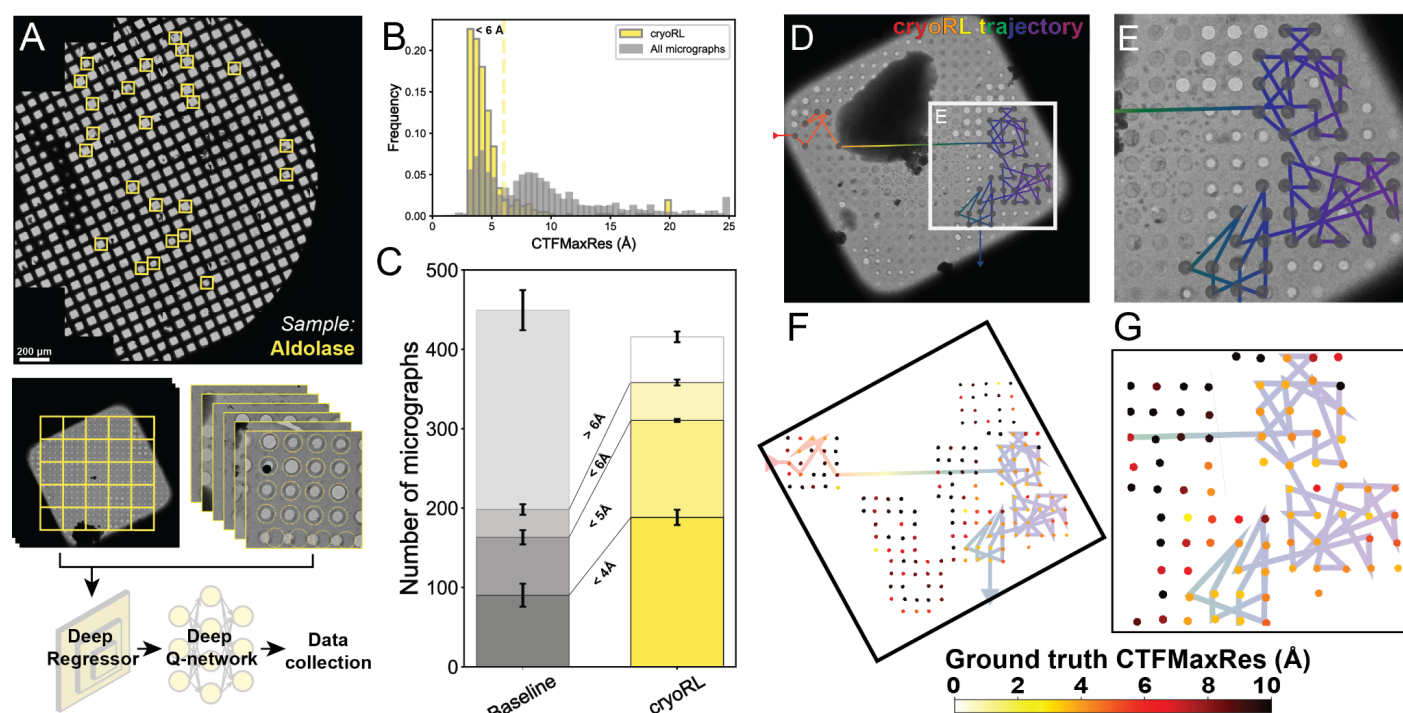 A
Sample:
Aldolase
200 µm
Deep
Regressor
Deep
Q-network
Data
collection
B
< 6 Å
cryoRL
All micrographs
Frequency
0.20
0.15
0.10
0.05
0.00
0
5
10
15
20
25
CTFMaxRes (Å)
C
Number of micrographs
500
400
300
200
100
0
> 6Å
< 6Å
< 5Å
< 4Å
Baseline
cryoRL
D
cryoRL trajectory
E
E
F
G
Ground truth CTFMaxRes (Å)
0 2 4 6 8 10